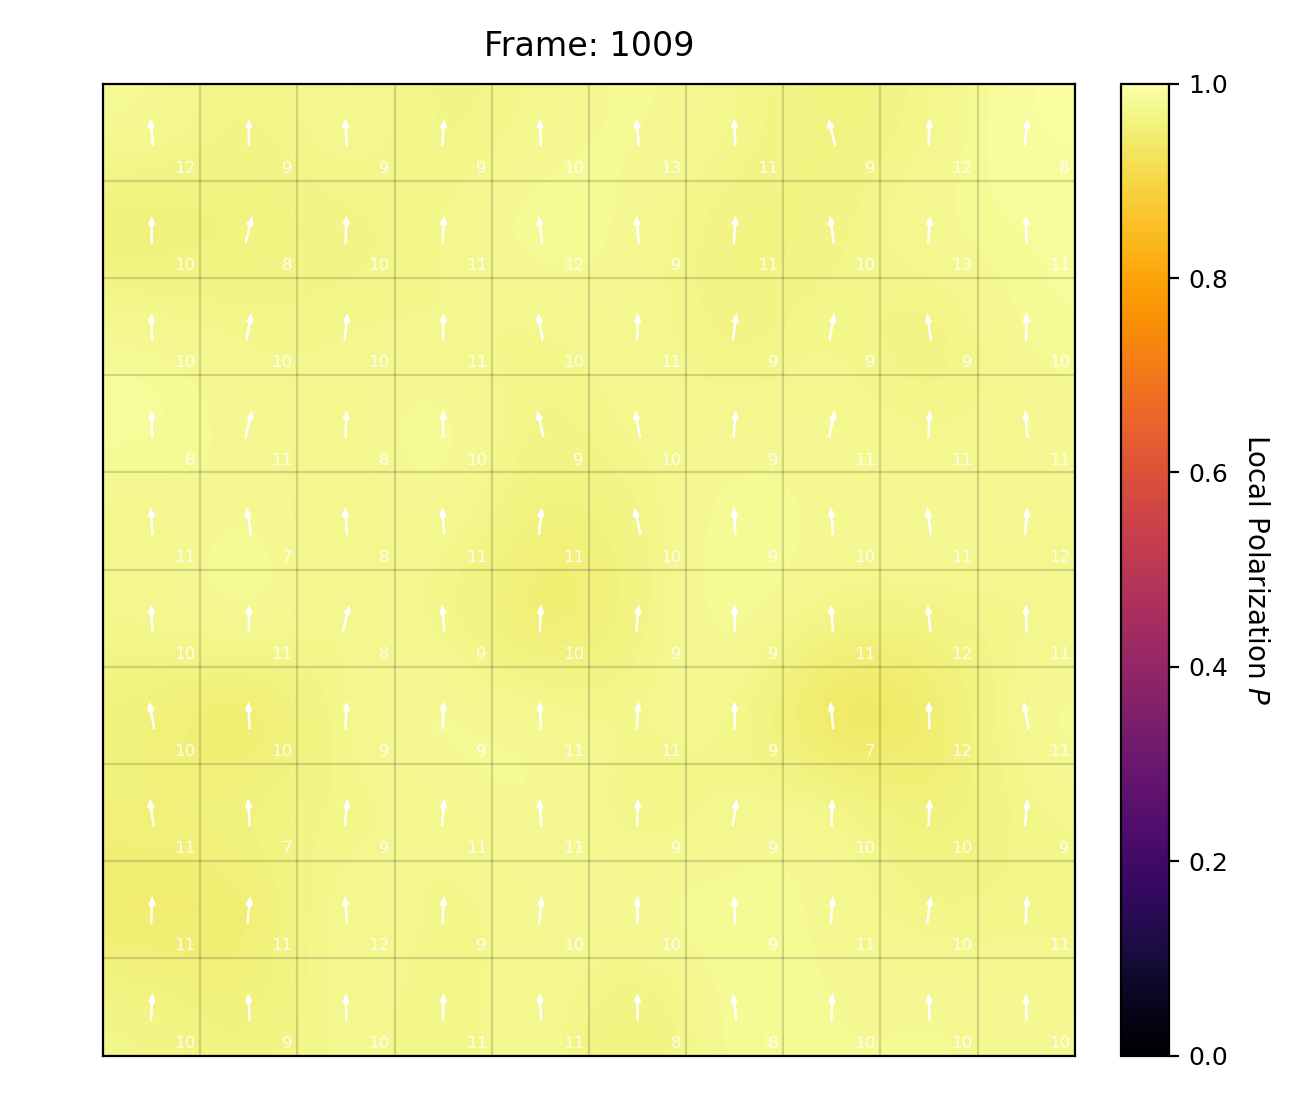 Frame: 1009
12 9 9 9 10 13 11 9 12 8
10 8 10 11 12 9 11 10 13 11
10 10 10 11 10 11 9 9 9 10
8 11 8 10 9 10 9 11 11 11
11 7 8 11 11 10 9 10 11 12
10 11 8 9 10 9 9 11 12 11
10 10 9 9 11 11 9 7 12 11
11 7 9 11 11 9 9 10 10 9
11 11 12 9 10 10 9 11 10 11
10 9 10 11 11 8 8 10 10 10
1.0
0.8
0.6
0.4
0.2
0.0
Local Polarization P